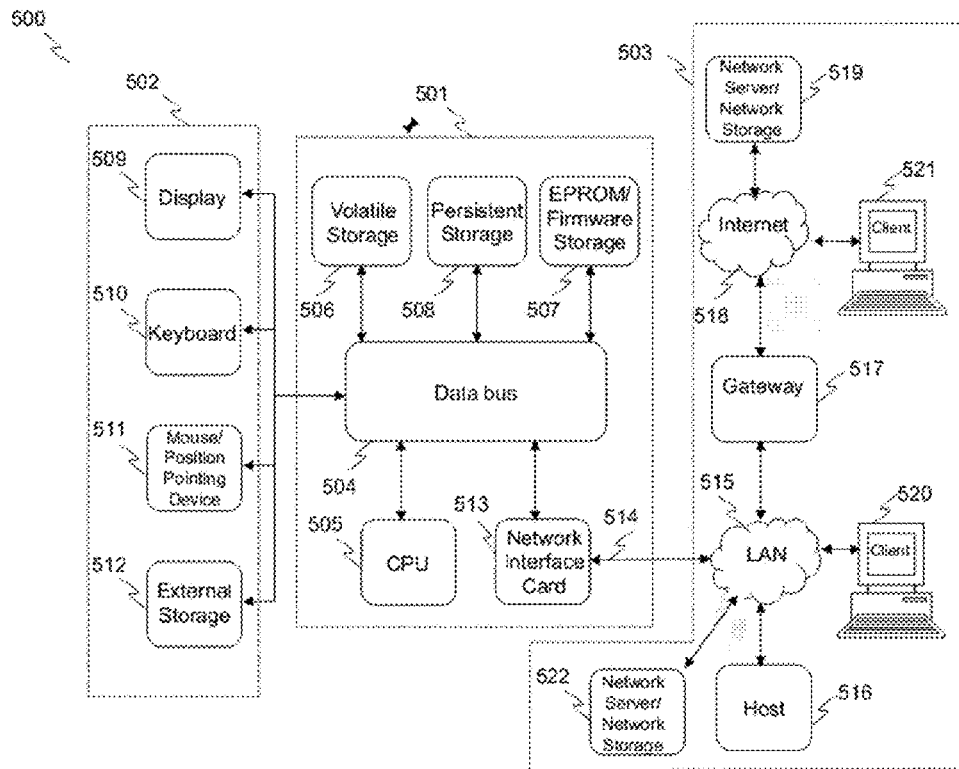 500
502
509
Display
510
Keyboard
511
Mouse/
Position
Pointing
Device
512
External
Storage
501
Volatile
Storage
506
Persistent
Storage
508
EPROM/
Firmware
Storage
507
Data bus
504
505
CPU
513
Network
Interface
Card
514
503
Network
Server/
Network
Storage
519
Internet
518
521
Client
Gateway
517
515
LAN
520
Client
522
Network
Server/
Network
Storage
Host
516